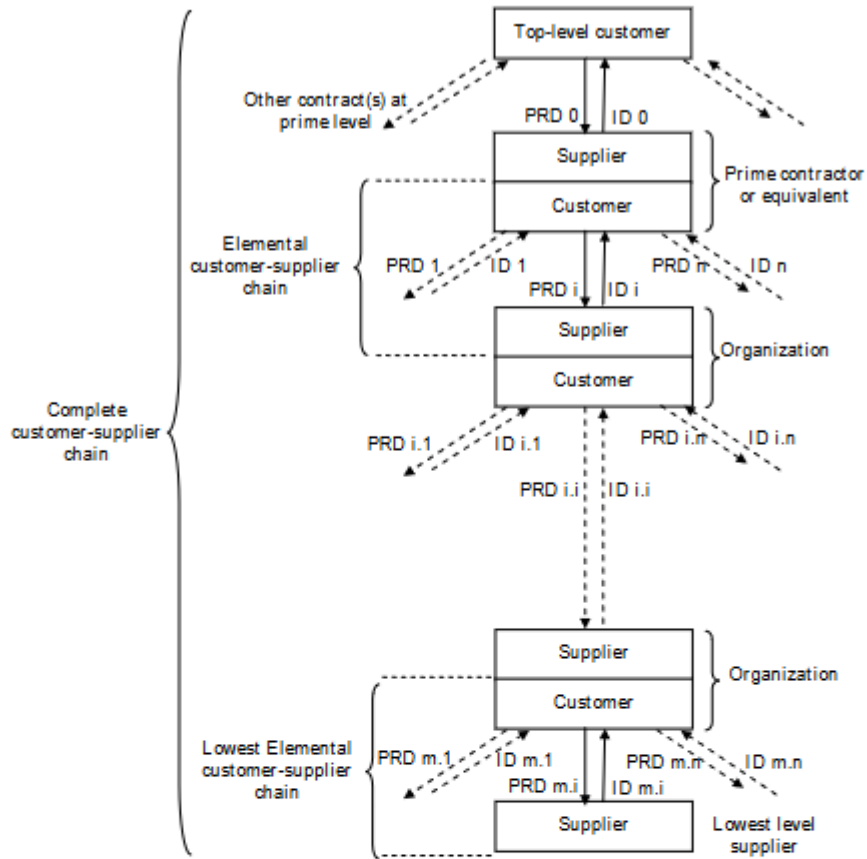 Top-level customer
Other contract(s) at
prime level
PRD 0
ID 0
Supplier
Customer
Prime contractor
or equivalent
Elemental
customer-supplier
chain
PRD 1
ID 1
PRD i
ID i
PRD n
ID n
Supplier
Customer
Organization
Complete
customer-supplier
chain
PRD i.1
ID i.1
PRD i.i
ID i.i
PRD i.n
ID i.n
Supplier
Customer
Organization
Lowest Elemental
customer-supplier
chain
PRD m.1
ID m.1
PRD m.i
ID m.i
PRD m.n
ID m.n
Supplier
Lowest level
supplier